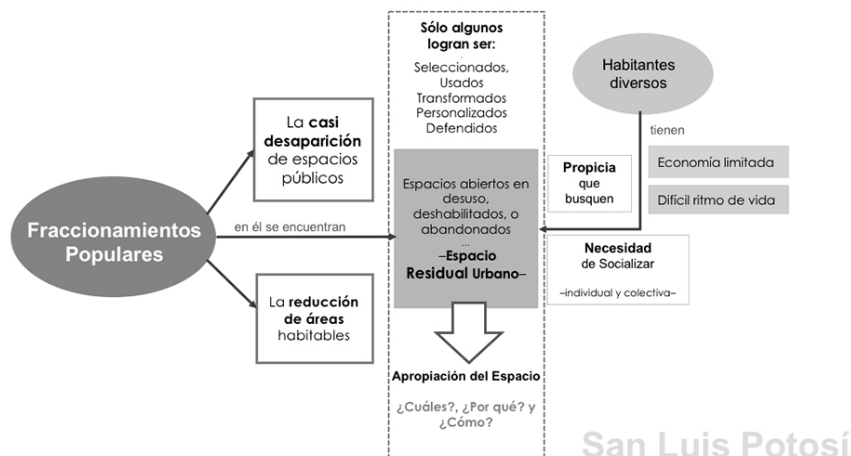 Fraccionamientos
Populares
La casi
desaparición
de espacios
públicos
en él se encuentran
La reducción
de áreas
habitables
Sólo algunos
logran ser:
Seleccionados,
Usados
Transformados
Personalizados
Defendidos
Espacios abiertos en
desuso,
deshabilitados, o
abandonados
...
–Espacio
Residual Urbano–
Apropiación del Espacio
¿Cuáles?, ¿Por qué? y
¿Cómo?
Habitantes
diversos
tienen
Economía limitada
Difícil ritmo de vida
Propicia
que
busquen
Necesidad
de Socializar
–individual y colectiva–
San Luis Potosí